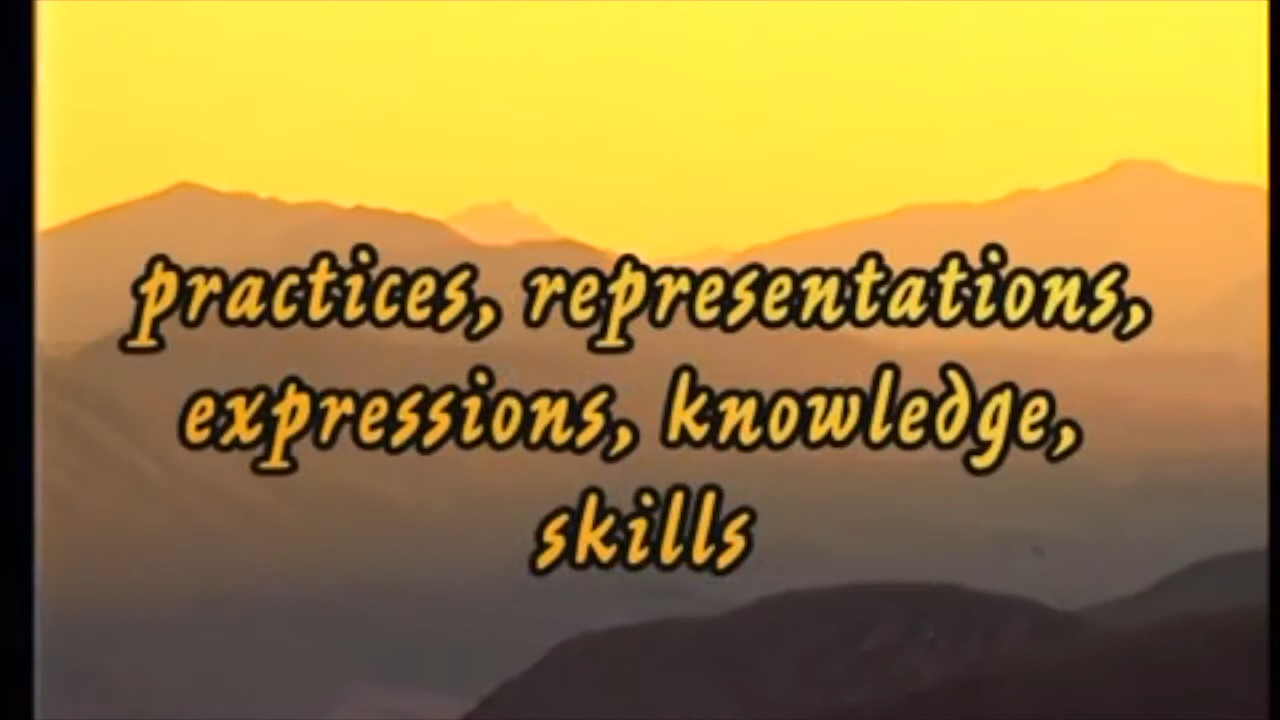 practices, representations,
expressions, knowledge,
skills